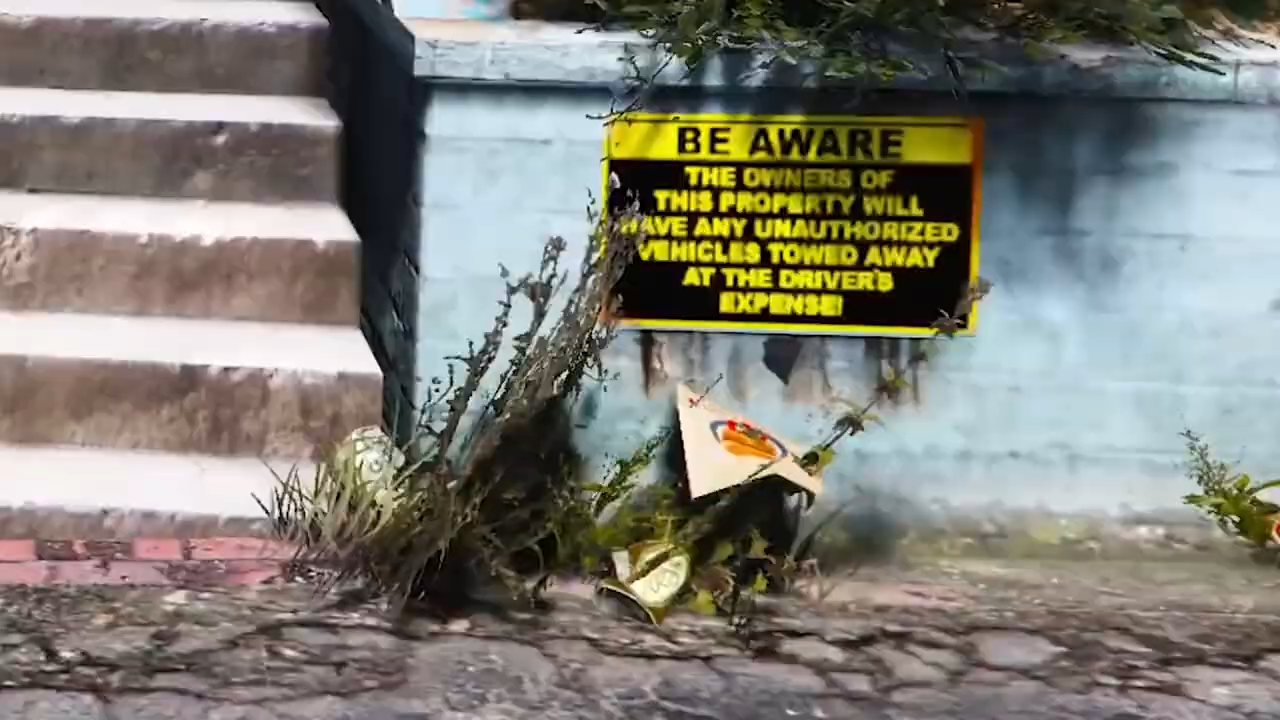 BE AWARE
THE OWNERS OF
THIS PROPERTY WILL
HAVE ANY UNAUTHORIZED
VEHICLES TOWED AWAY
AT THE DRIVER'S
EXPENSE!